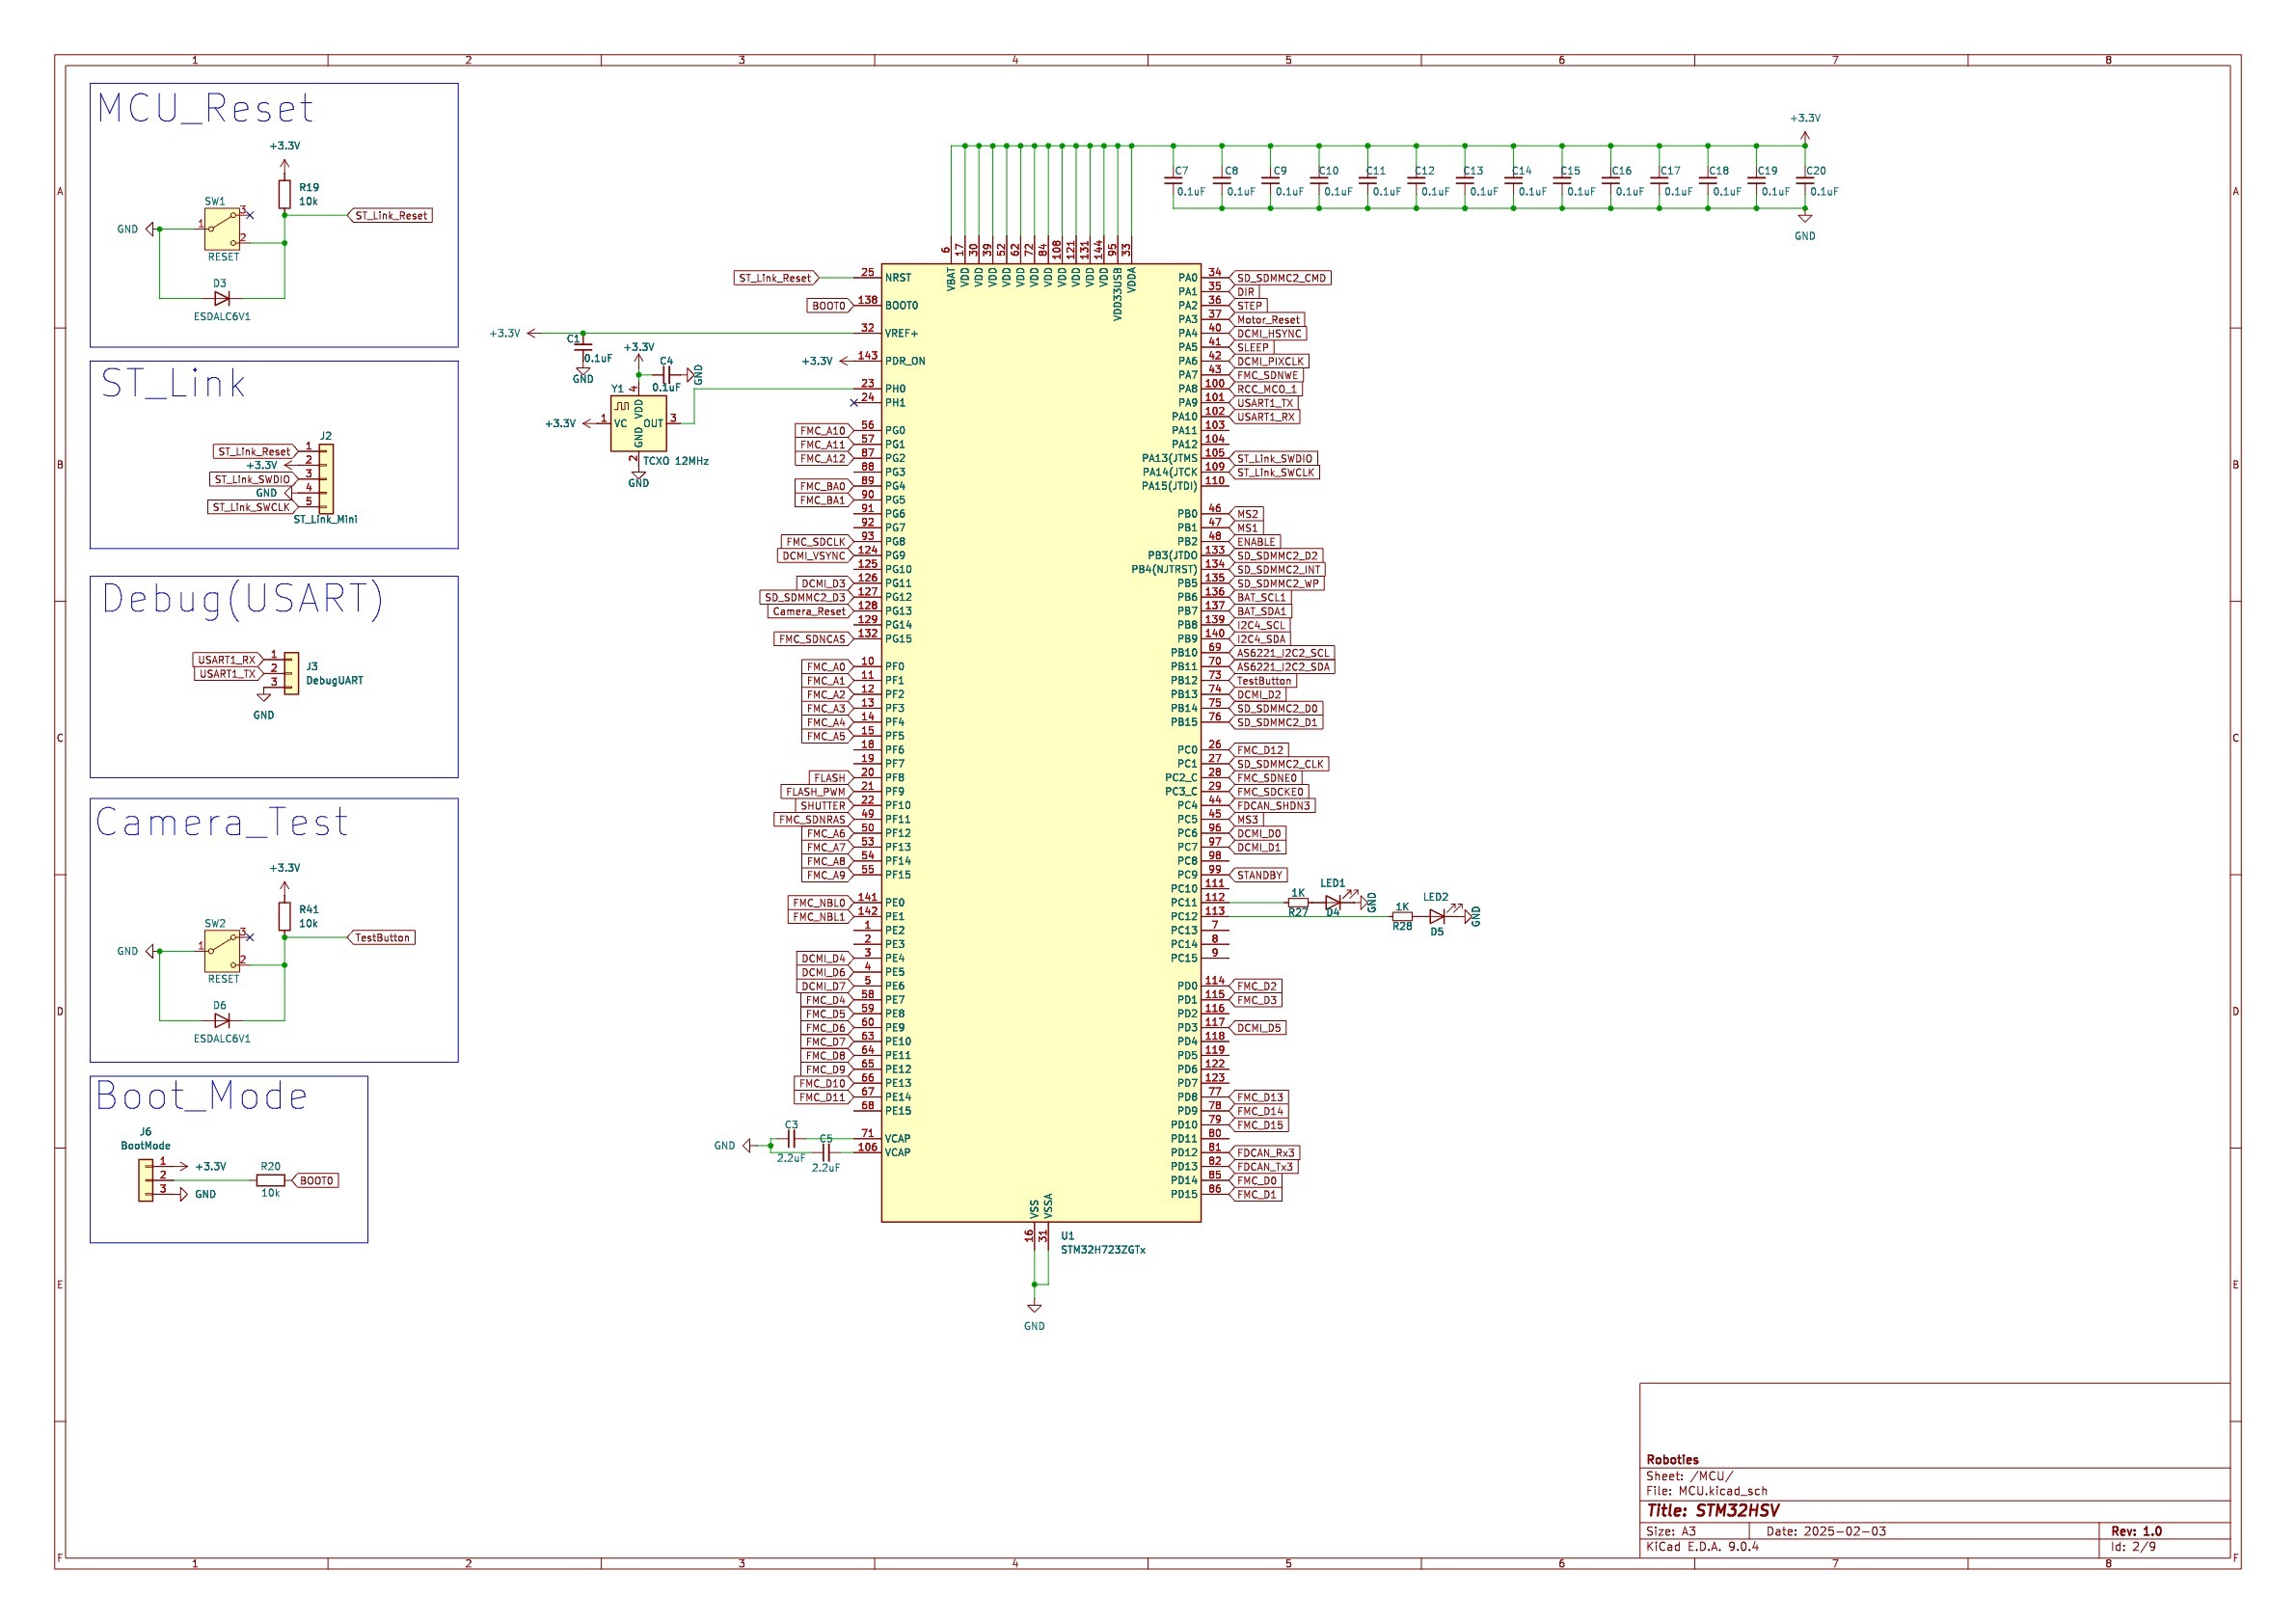 1 2 3 4 5 6 7 8
A
B
C
D
E
F
MCU_Reset
+3.3V
R19
10k
SW1
3
ST_Link_Reset
GND
1
2
RESET
D3
ESDALC6V1
ST_Link
J2
ST_Link_Reset 1
+3.3V 2
ST_Link_SWDIO 3
GND 4
ST_Link_SWCLK 5
ST_Link_Mini
Debug(USART)
USART1_RX 1
USART1_TX 2
3
J3
DebugUART
GND
Camera_Test
+3.3V
R41
10k
SW2
3
TestButton
GND
1
2
RESET
D6
ESDALC6V1
Boot_Mode
J6
BootMode
1 +3.3V
2
3 GND
R20
10k
BOOT0
+3.3V
C7 0.1uF
C8 0.1uF
C9 0.1uF
C10 0.1uF
C11 0.1uF
C12 0.1uF
C13 0.1uF
C14 0.1uF
C15 0.1uF
C16 0.1uF
C17 0.1uF
C18 0.1uF
C19 0.1uF
C20 0.1uF
GND
6 VBAT
17 VDD
30 VDD
39 VDD
52 VDD
62 VDD
72 VDD
84 VDD
108 VDD
121 VDD
131 VDD
144 VDD
95 VDD33USB
33 VDDA
ST_Link_Reset 25 NRST
BOOT0 138 BOOT0
+3.3V 32 VREF+
C1
0.1uF
GND
+3.3V 143 PDR_ON
+3.3V
C4
0.1uF
GND
Y1
4
VDD
+3.3V 1 VC
OUT 3
GND
2
TCXO 12MHz
GND
23 PH0
24 PH1
FMC_A10 56 PG0
FMC_A11 57 PG1
FMC_A12 87 PG2
88 PG3
FMC_BA0 89 PG4
FMC_BA1 90 PG5
91 PG6
92 PG7
FMC_SDCLK 93 PG8
DCMI_VSYNC 124 PG9
125 PG10
DCMI_D3 126 PG11
SD_SDMMC2_D3 127 PG12
Camera_Reset 128 PG13
129 PG14
FMC_SDNCAS 132 PG15
FMC_A0 10 PF0
FMC_A1 11 PF1
FMC_A2 12 PF2
FMC_A3 13 PF3
FMC_A4 14 PF4
FMC_A5 15 PF5
18 PF6
19 PF7
FLASH 20 PF8
FLASH_PWM 21 PF9
SHUTTER 22 PF10
FMC_SDNRAS 49 PF11
FMC_A6 50 PF12
FMC_A7 53 PF13
FMC_A8 54 PF14
FMC_A9 55 PF15
FMC_NBL0 141 PE0
FMC_NBL1 142 PE1
1 PE2
2 PE3
DCMI_D4 3 PE4
DCMI_D6 4 PE5
DCMI_D7 5 PE6
FMC_D4 58 PE7
FMC_D5 59 PE8
FMC_D6 60 PE9
FMC_D7 63 PE10
FMC_D8 64 PE11
FMC_D9 65 PE12
FMC_D10 66 PE13
FMC_D11 67 PE14
68 PE15
GND
C3
2.2uF
71 VCAP
C5
2.2uF
106 VCAP
PA0 34 SD_SDMMC2_CMD
PA1 35 DIR
PA2 36 STEP
PA3 37 Motor_Reset
PA4 40 DCMI_HSYNC
PA5 41 SLEEP
PA6 42 DCMI_PIXCLK
PA7 43 FMC_SDNWE
PA8 100 RCC_MCO_1
PA9 101 USART1_TX
PA10 102 USART1_RX
PA11 103
PA12 104
PA13(JTMS 105 ST_Link_SWDIO
PA14(JTCK 109 ST_Link_SWCLK
PA15(JTDI) 110
PB0 46 MS2
PB1 47 MS1
PB2 48 ENABLE
PB3(JTDO 133 SD_SDMMC2_D2
PB4(NJTRST) 134 SD_SDMMC2_INT
PB5 135 SD_SDMMC2_WP
PB6 136 BAT_SCL1
PB7 137 BAT_SDA1
PB8 139 I2C4_SCL
PB9 140 I2C4_SDA
PB10 69 AS6221_I2C2_SCL
PB11 70 AS6221_I2C2_SDA
PB12 73 TestButton
PB13 74 DCMI_D2
PB14 75 SD_SDMMC2_D0
PB15 76 SD_SDMMC2_D1
PC0 26 FMC_D12
PC1 27 SD_SDMMC2_CLK
PC2_C 28 FMC_SDNE0
PC3_C 29 FMC_SDCKE0
PC4 44 FDCAN_SHDN3
PC5 45 MS3
PC6 96 DCMI_D0
PC7 97 DCMI_D1
PC8 98
PC9 99 STANDBY
PC10 111
PC11 112
PC12 113
PC13 7
PC14 8
PC15 9
1K
R27
LED1
D4
GND
1K
R28
LED2
D5
GND
PD0 114 FMC_D2
PD1 115 FMC_D3
PD2 116
PD3 117 DCMI_D5
PD4 118
PD5 119
PD6 122
PD7 123
PD8 77 FMC_D13
PD9 78 FMC_D14
PD10 79 FMC_D15
PD11 80
PD12 81 FDCAN_Rx3
PD13 82 FDCAN_Tx3
PD14 85 FMC_D0
PD15 86 FMC_D1
VSS 16
VSSA 31
U1
STM32H723ZGTx
GND
Roboties
Sheet: /MCU/
File: MCU.kicad_sch
Title: STM32HSV
Size: A3 Date: 2025-02-03 Rev: 1.0
KiCad E.D.A. 9.0.4 Id: 2/9
A
B
C
D
E
F
1 2 3 4 5 6 7 8